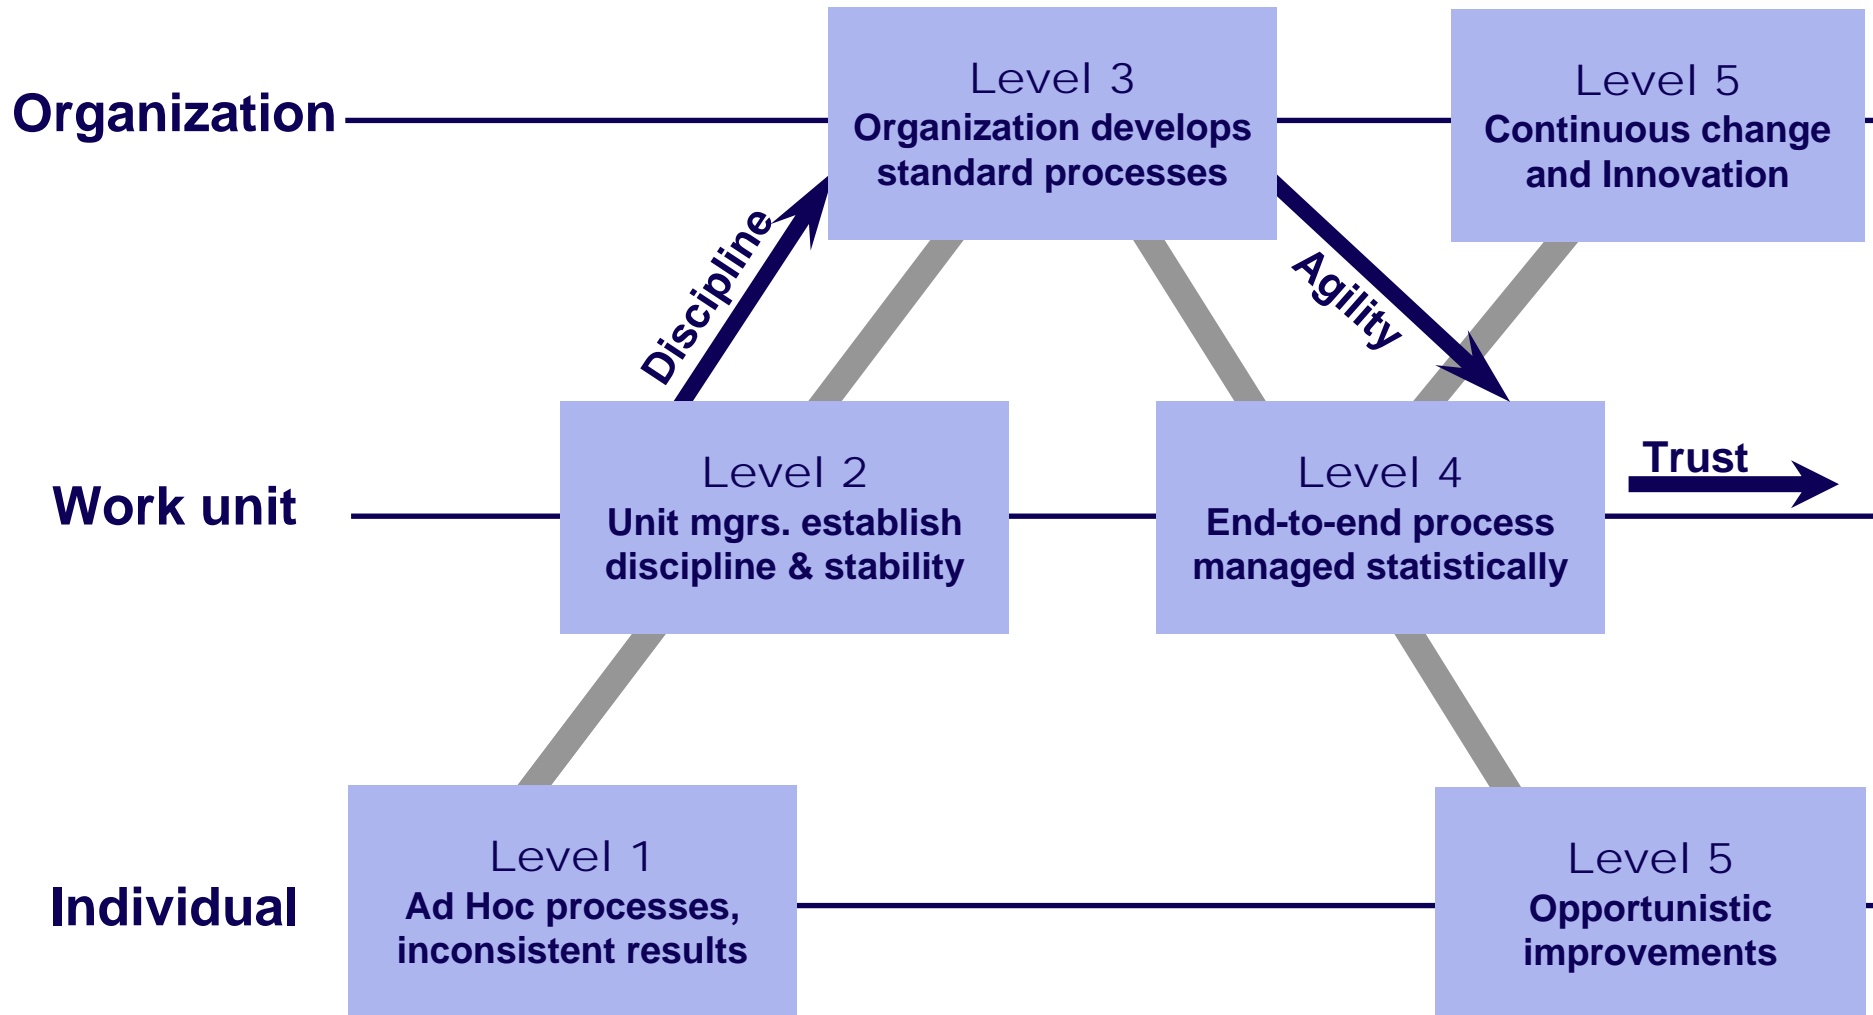 Organization
Level 3
Organization develops
standard processes
Level 5
Continuous change
and Innovation
Discipline
Agility
Work unit
Level 2
Unit mgrs. establish
discipline & stability
Level 4
End-to-end process
managed statistically
Trust
Individual
Level 1
Ad Hoc processes,
inconsistent results
Level 5
Opportunistic
improvements